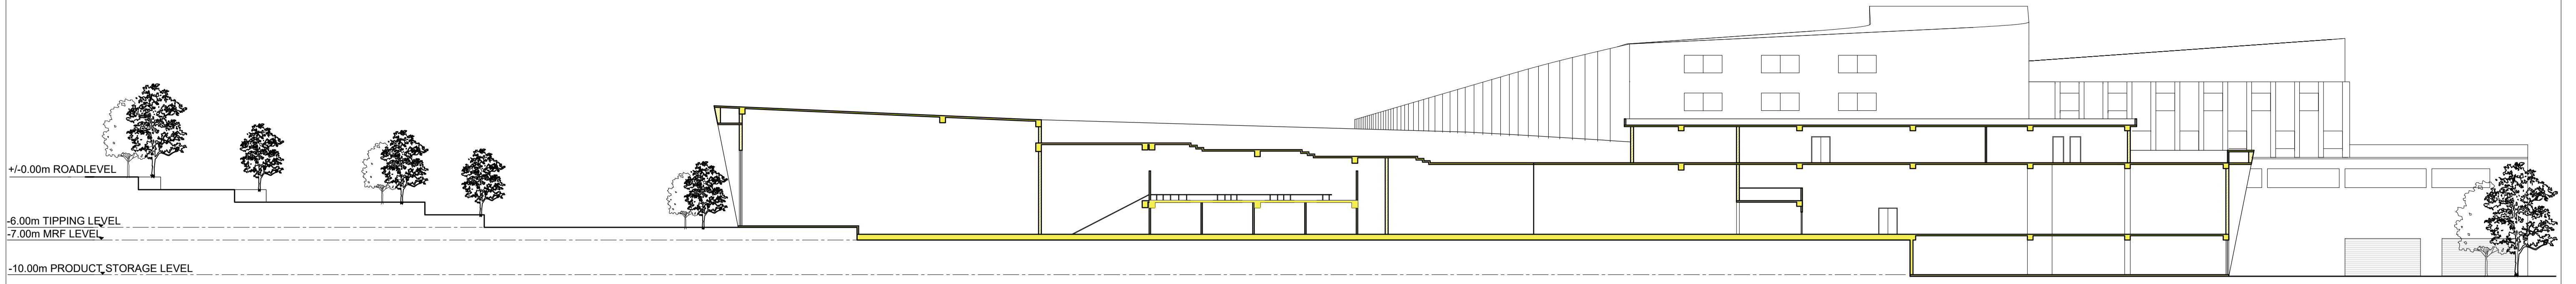 +/-0.00m ROADLEVEL
-6.00m TIPPING LEVEL
-7.00m MRF LEVEL
-10.00m PRODUCT STORAGE LEVEL